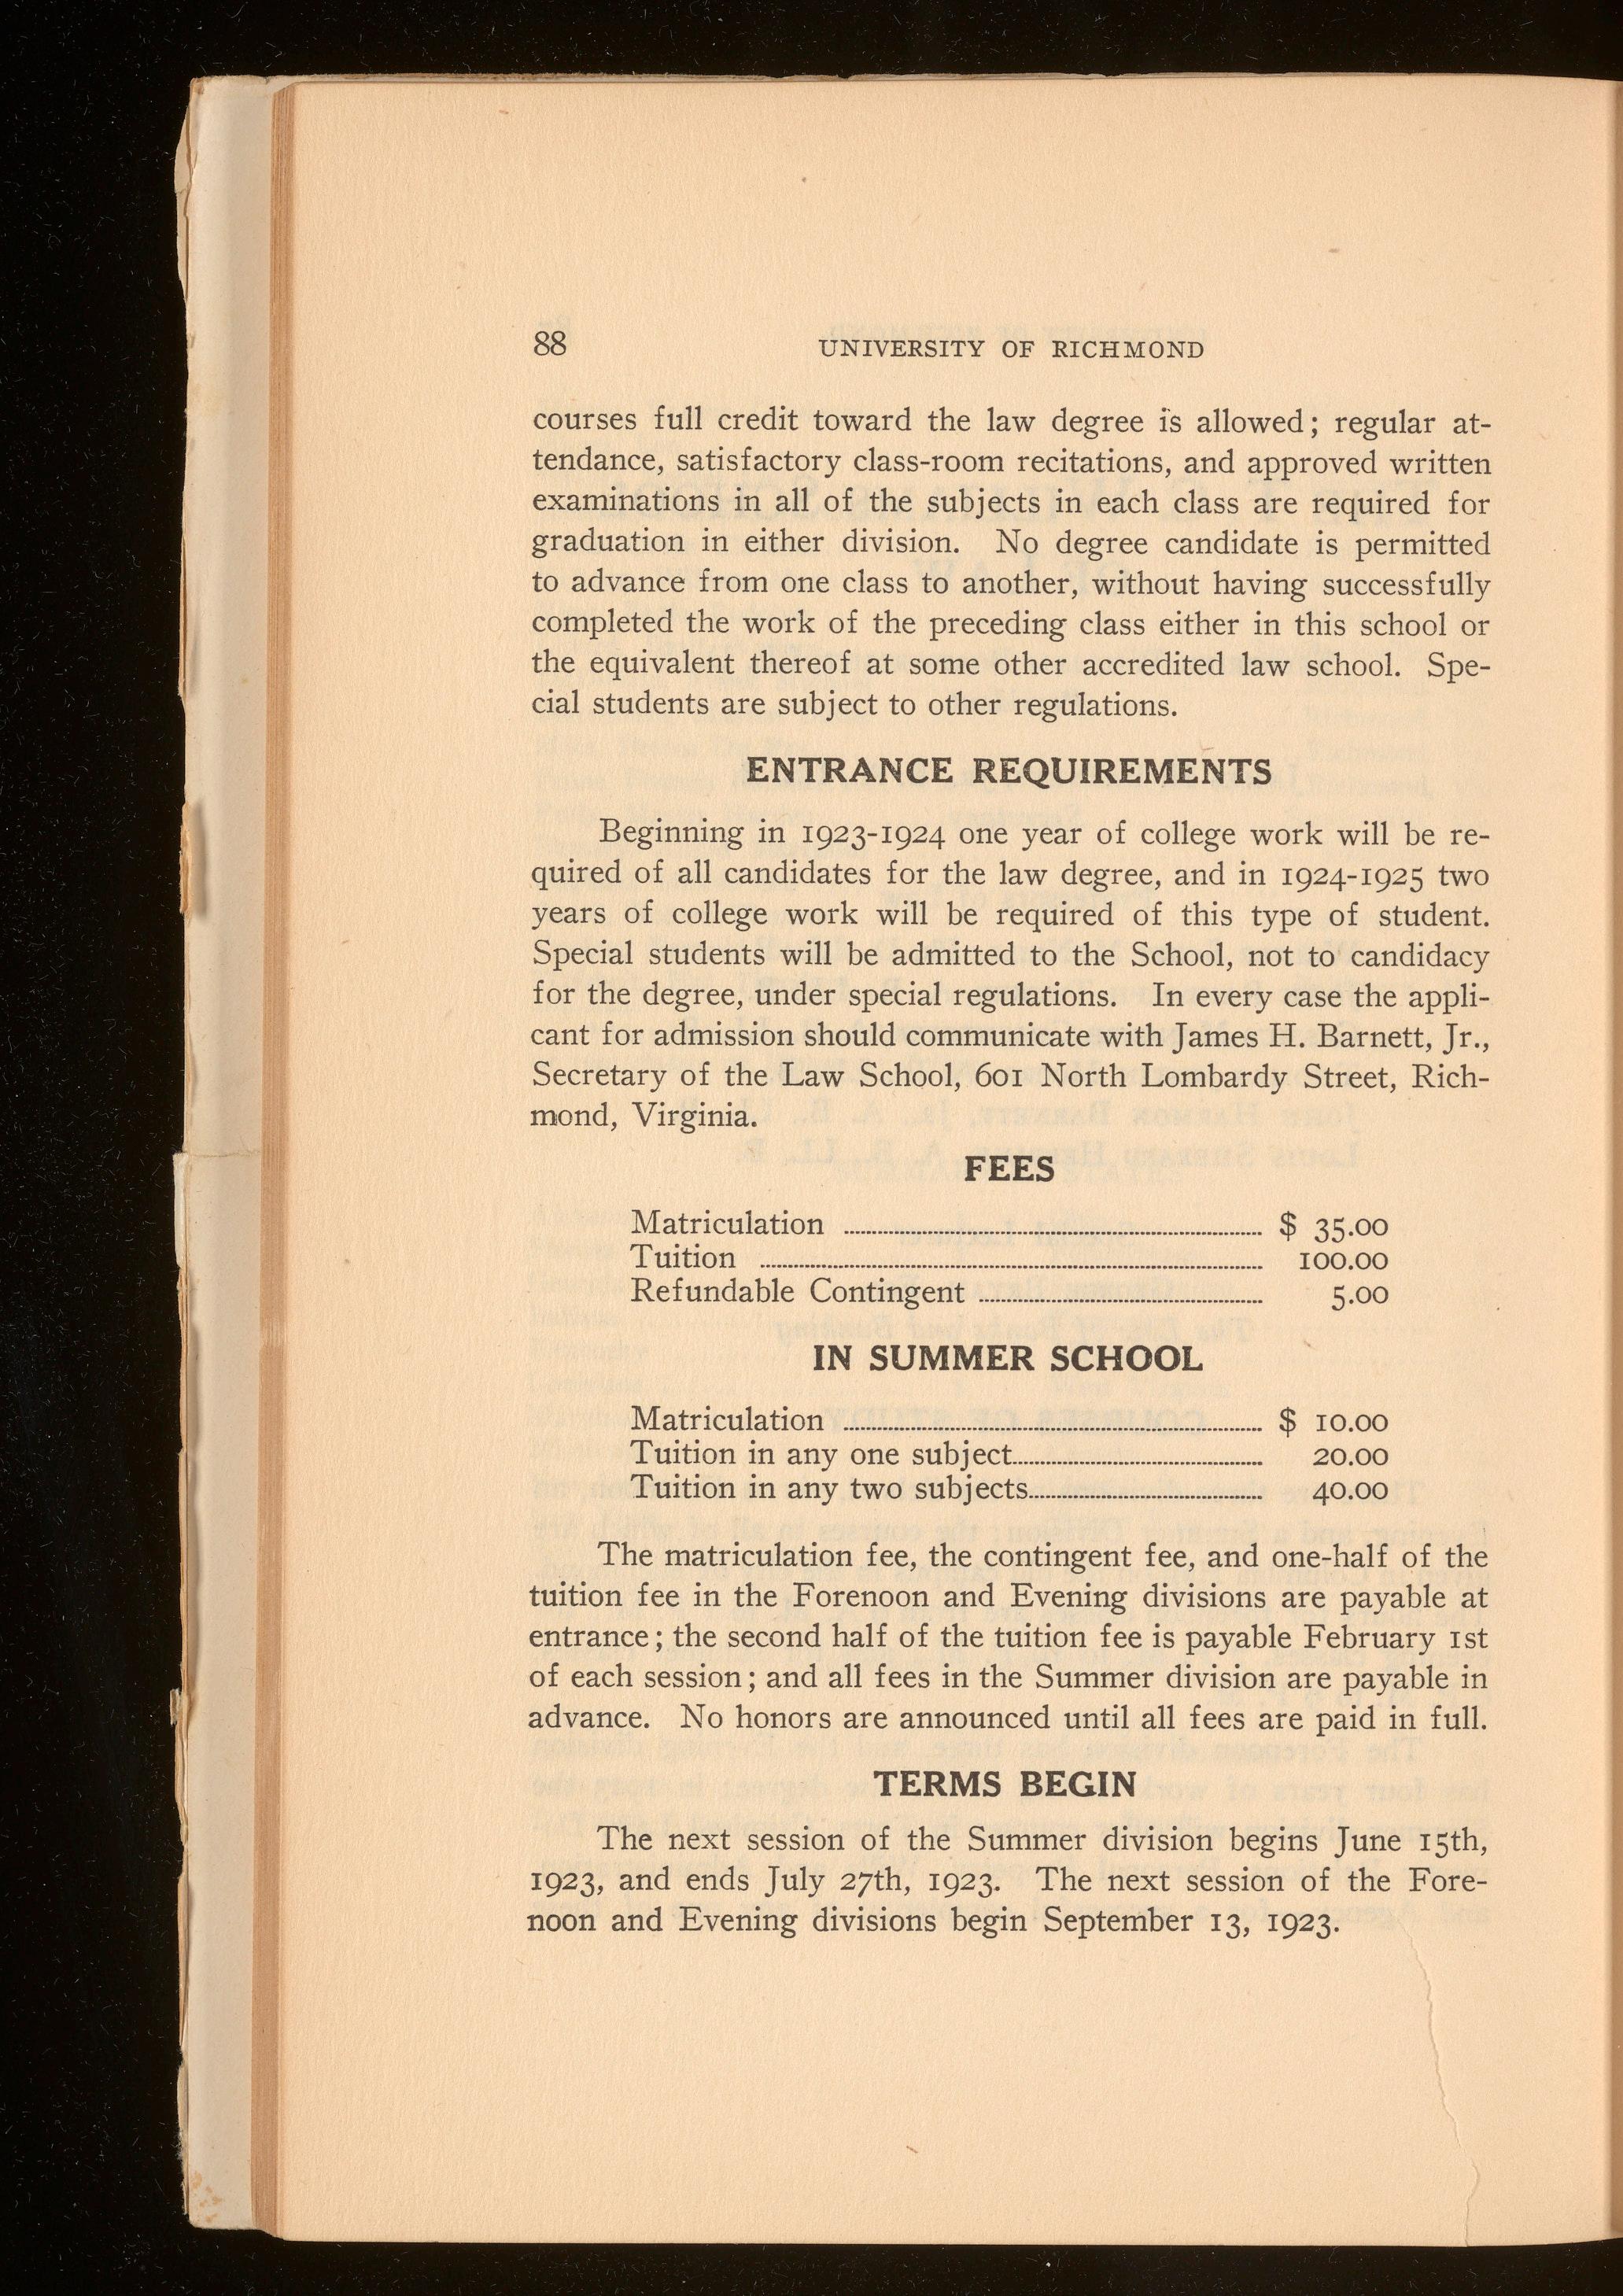 88 UNIVERSITY OF RICHMOND
courses full credit toward the law degree is allowed; regular at-
tendance, satisfactory class-room recitations, and approved written
examinations in all of the subjects in each class are required for
graduation in either division. No degree candidate is permitted
to advance from one class to another, without having successfully
completed the work of the preceding class either in this school or
the equivalent thereof at some other accredited law school. Spe-
cial students are subject to other regulations.
ENTRANCE REQUIREMENTS
Beginning in 1923-1924 one year of college work will be re-
quired of all candidates for the law degree, and in 1924-1925 two
years of college work will be required of this type of student.
Special students will be admitted to the School, not to candidacy
for the degree, under special regulations. In every case the appli-
cant for admission should communicate with James H. Barnett, Jr.,
Secretary of the Law School, 601 North Lombardy Street, Rich-
mond, Virginia.
FEES
Matriculation ........ $ 35.00
Tuition ........ 100.00
Refundable Contingent ........ 5.00
IN SUMMER SCHOOL
Matriculation ........ $ 10.00
Tuition in any one subject........ 20.00
Tuition in any two subjects........ 40.00
The matriculation fee, the contingent fee, and one-half of the
tuition fee in the Forenoon and Evening divisions are payable at
entrance; the second half of the tuition fee is payable February 1st
of each session; and all fees in the Summer division are payable in
advance. No honors are announced until all fees are paid in full.
TERMS BEGIN
The next session of the Summer division begins June 15th,
1923, and ends July 27th, 1923. The next session of the Fore-
noon and Evening divisions begin September 13, 1923.